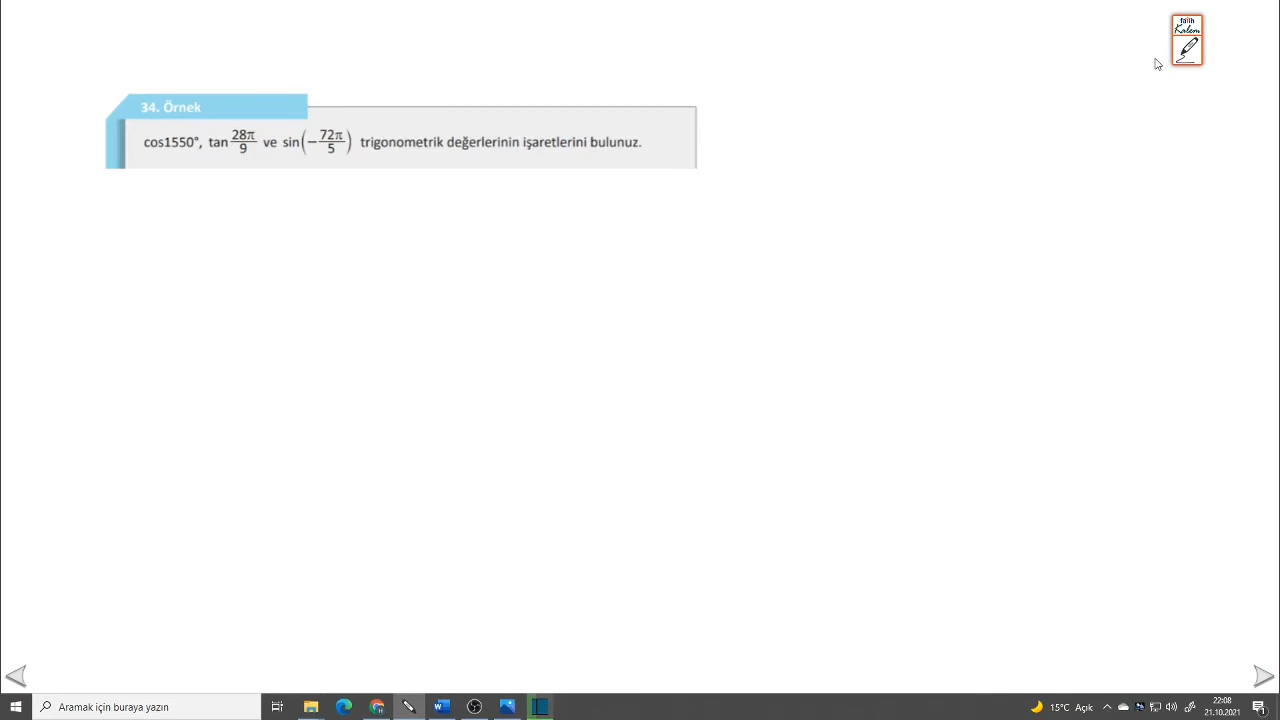 fatih
Kalem
34. Örnek
cos1550°, tan 28π/9 ve sin(−72π/5) trigonometrik değerlerinin işaretlerini bulunuz.
Aramak için buraya yazın
15°C Açık
22:08
21.10.2021
1